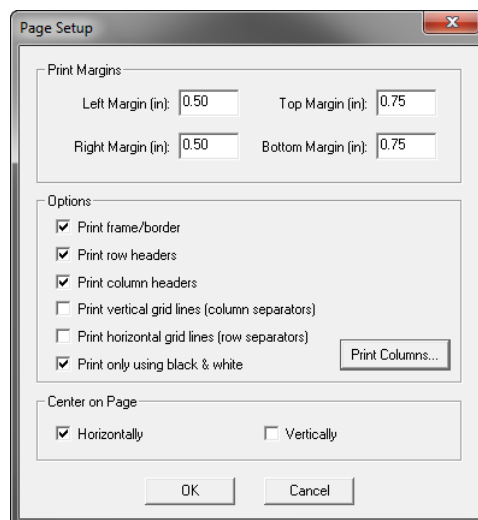 Page Setup
Print Margins
Left Margin (in): 0.50 Top Margin (in): 0.75
Right Margin (in): 0.50 Bottom Margin (in): 0.75
Options
Print frame/border
Print row headers
Print column headers
Print vertical grid lines (column separators)
Print horizontal grid lines (row separators)
Print only using black & white
Print Columns...
Center on Page
Horizontally Vertically
OK Cancel